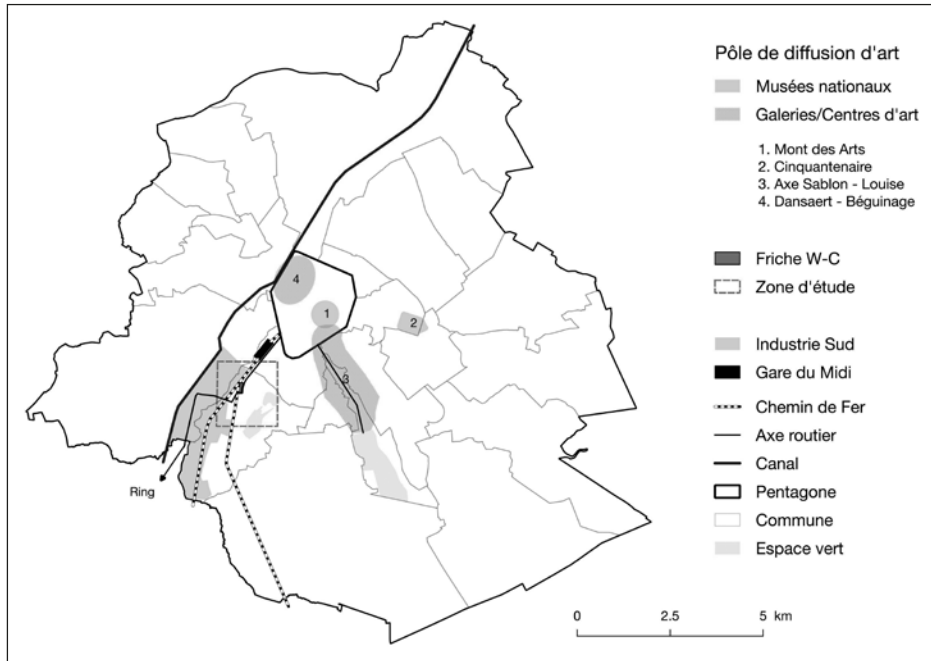 Pôle de diffusion d'art
Musées nationaux
Galeries/Centres d'art
1. Mont des Arts
2. Cinquantenaire
3. Axe Sablon - Louise
4. Dansaert - Béguinage
Friche W-C
Zone d'étude
Industrie Sud
Gare du Midi
Chemin de Fer
Axe routier
Canal
Pentagone
Commune
Espace vert
4
1
2
3
Ring
0 2.5 5 km